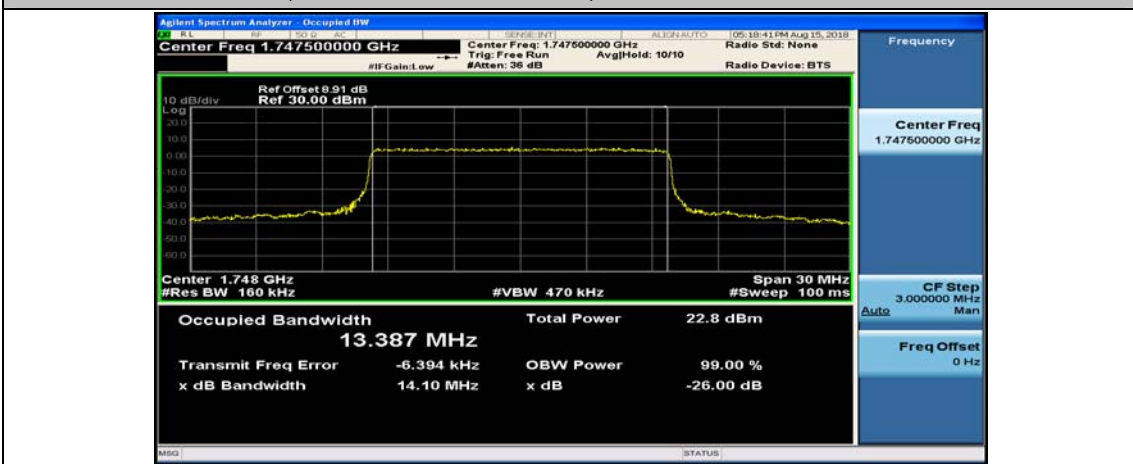 Agilent Spectrum Analyzer - Occupied BW
RL RF 50 Ω AC SENSE:INT ALIGN AUTO 05:18:41 PM Aug 15, 2018
Center Freq 1.747500000 GHz
Center Freq: 1.747500000 GHz
Radio Std: None
Trig: Free Run Avg|Hold: 10/10
#IFGain:Low
#Atten: 36 dB
Radio Device: BTS
Frequency
Ref Offset 8.91 dB
10 dB/div Ref 30.00 dBm
Log
20.0
10.0
0.00
-10.0
-20.0
-30.0
-40.0
-50.0
-60.0
Center 1.748 GHz Span 30 MHz
#Res BW 160 kHz #VBW 470 kHz #Sweep 100 ms
Occupied Bandwidth Total Power 22.8 dBm
13.387 MHz
Transmit Freq Error -6.394 kHz OBW Power 99.00 %
x dB Bandwidth 14.10 MHz x dB -26.00 dB
Center Freq
1.747500000 GHz
CF Step
3.000000 MHz
Auto Man
Freq Offset
0 Hz
MSG STATUS